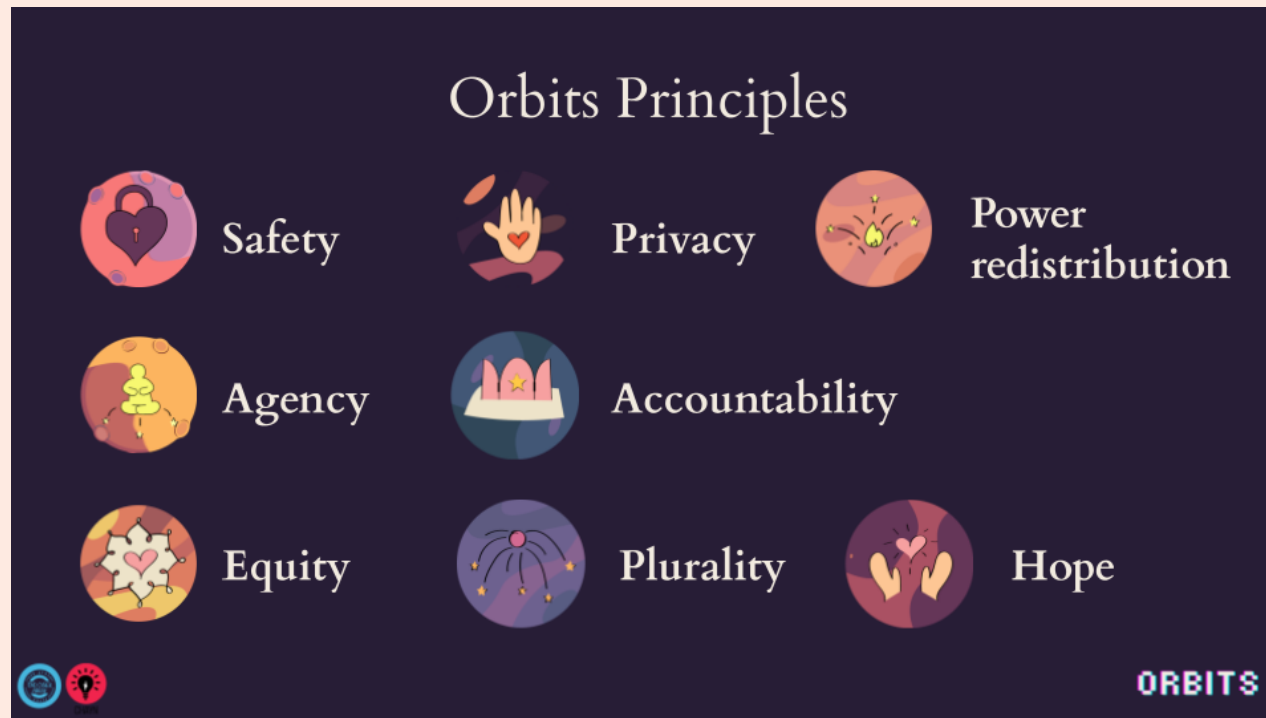 Orbits Principles
Safety
Privacy
Power
redistribution
Agency
Accountability
Equity
Plurality
Hope
ORBITS